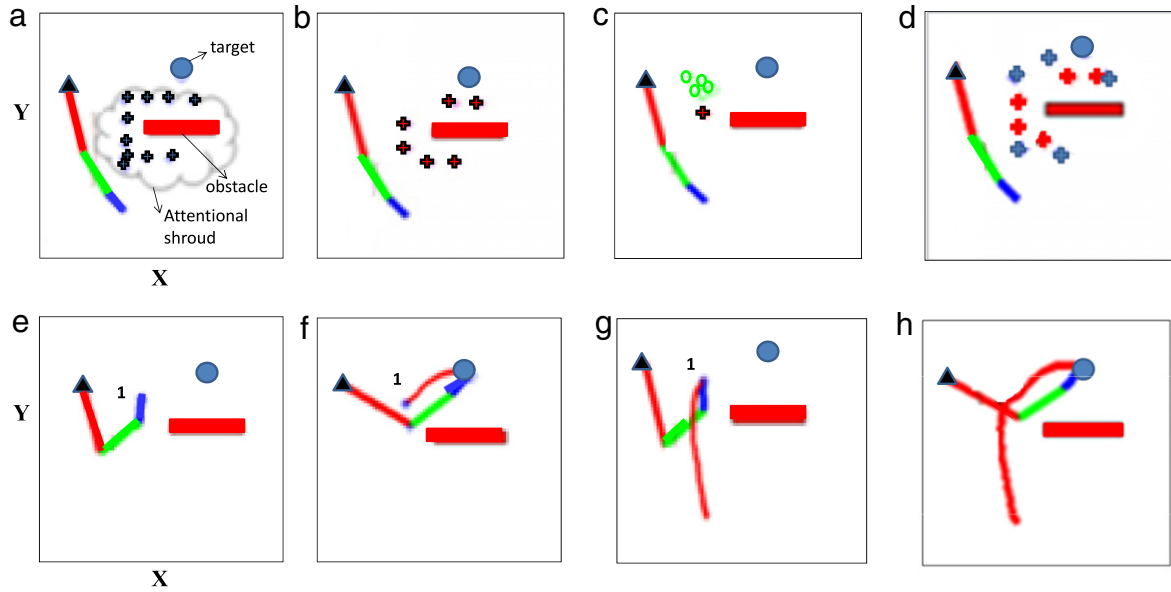 a
b
c
d
target
Y
obstacle
Attentional
shroud
X
e
f
g
h
1
1
1
Y
X